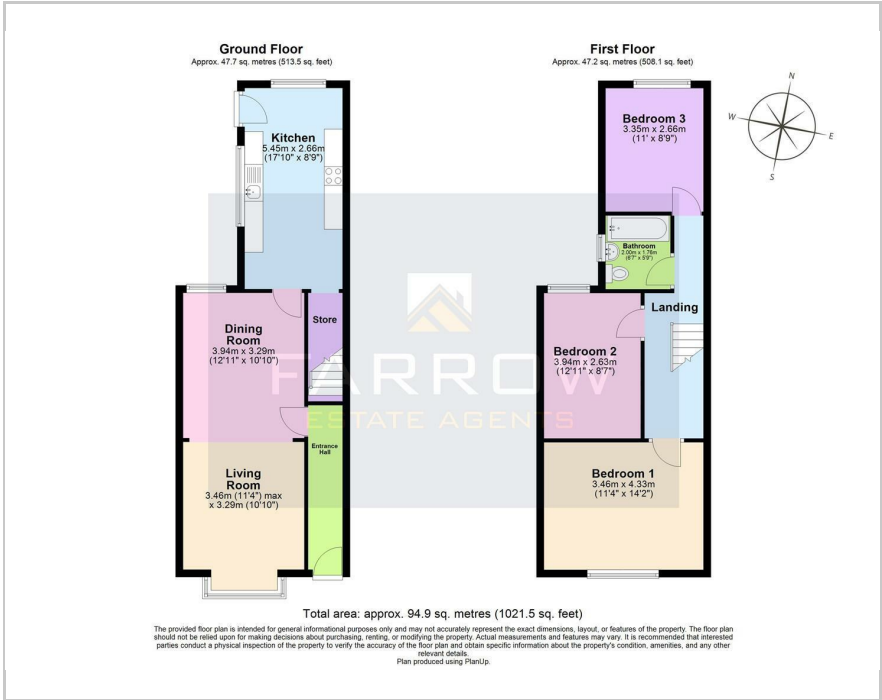 Ground Floor
Approx. 47.7 sq. metres (513.5 sq. feet)
Kitchen
5.45m x 2.66m
(17'10" x 8'9")
Dining
Room
3.94m x 3.29m
(12'11" x 10'10")
Store
Entrance
Hall
Living
Room
3.46m (11'4") max
x 3.29m (10'10")
First Floor
Approx. 47.2 sq. metres (508.1 sq. feet)
Bedroom 3
3.35m x 2.66m
(11' x 8'9")
Bathroom
2.00m x 1.76m
(6'7" x 5'9")
Landing
Bedroom 2
3.94m x 2.63m
(12'11" x 8'7")
Bedroom 1
3.46m x 4.33m
(11'4" x 14'2")
N
W
E
S
FARROW
ESTATE AGENTS
Total area: approx. 94.9 sq. metres (1021.5 sq. feet)
The provided floor plan is intended for general informational purposes only and may not accurately represent the exact dimensions, layout, or features of the property. The floor plan
should not be relied upon for making decisions about purchasing, renting, or modifying the property. Actual measurements and features may vary. It is recommended that interested
parties conduct a physical inspection of the property to verify the accuracy of the floor plan and obtain specific information about the property's condition, amenities, and any other
relevant details.
Plan produced using PlanUp.